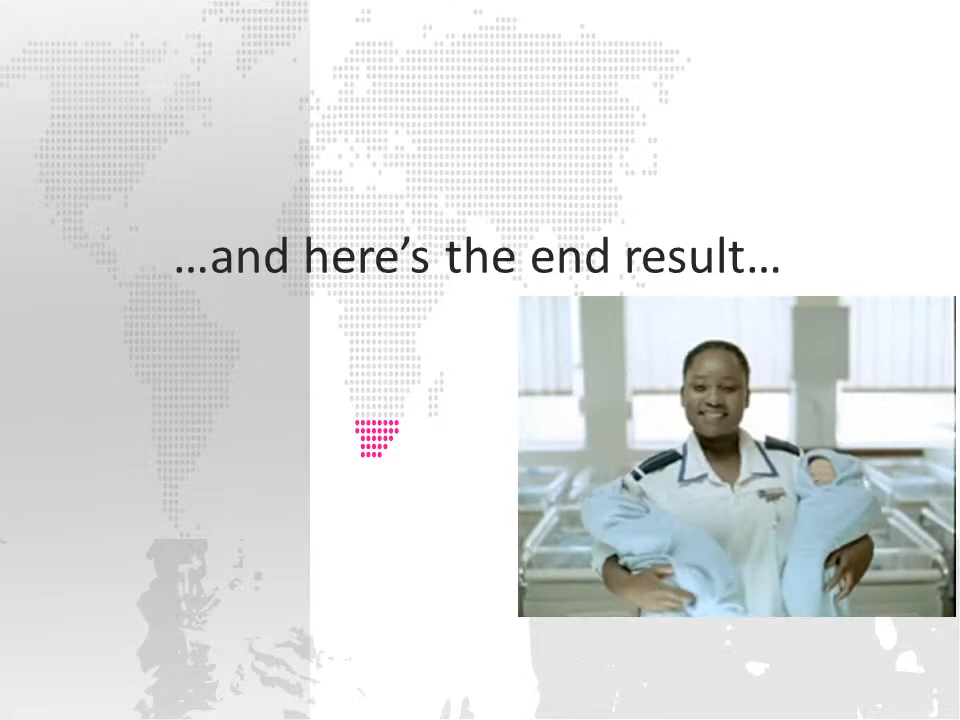 …and here’s the end result…